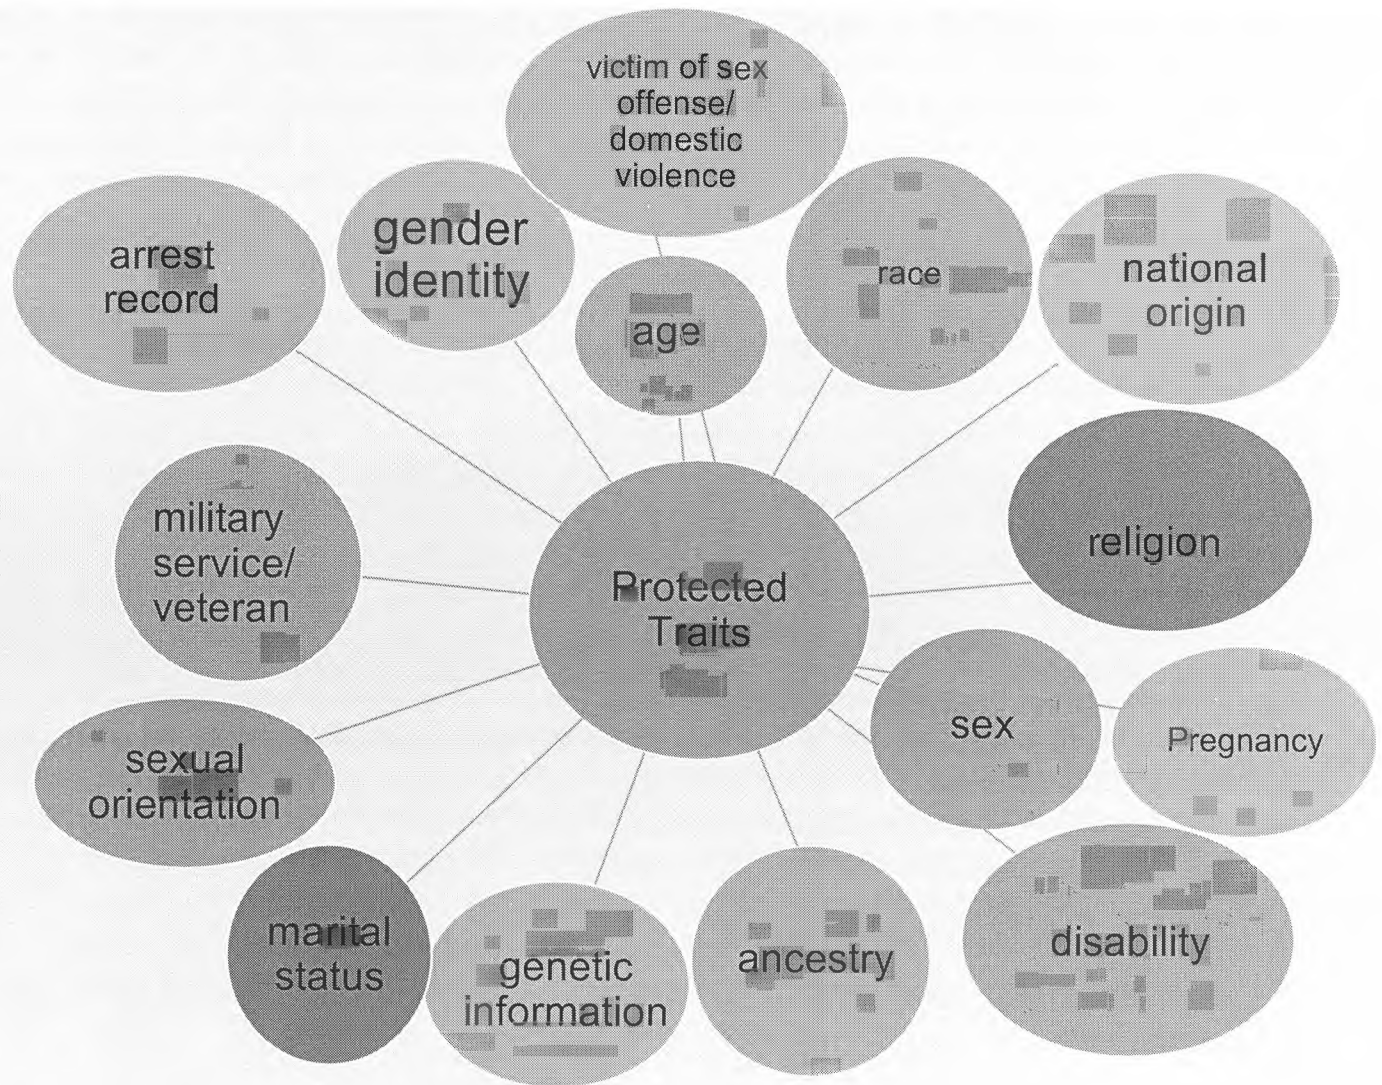 victim of sex
offense/
domestic
violence
arrest
record
gender
identity
age
race
national
origin
military
service/
veteran
Protected
Traits
religion
sexual
orientation
sex
Pregnancy
marital
status
genetic
information
ancestry
disability